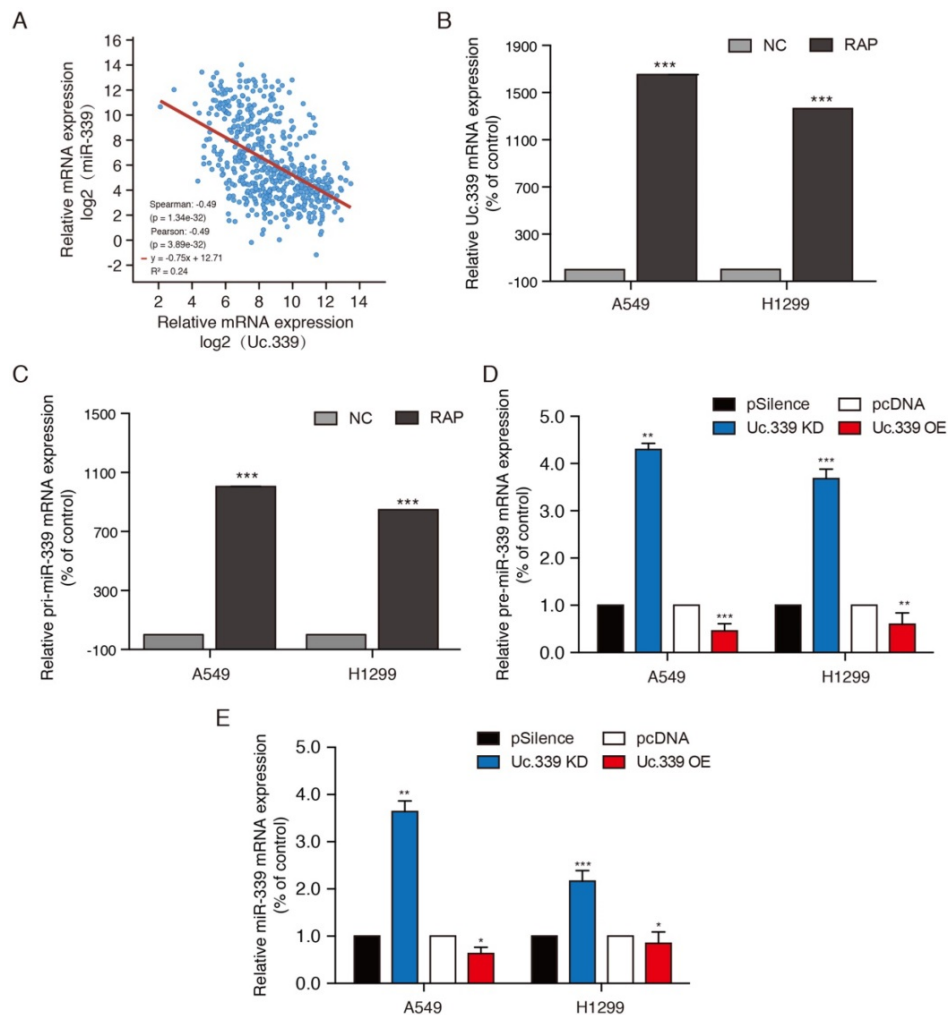 A
Relative mRNA expression
log2 (miR-339)
16
14
12
10
8
6
4
2
0
-2
Spearman: -0.49
(p = 1.34e-32)
Pearson: -0.49
(p = 3.89e-32)
y = -0.75x + 12.71
R² = 0.24
2 4 6 8 10 12 14
Relative mRNA expression
log2 (Uc.339)
B
Relative Uc.339 mRNA expression
(% of control)
1900
1500
1100
700
300
-100
NC RAP
***
***
A549 H1299
C
Relative pri-miR-339 mRNA expression
(% of control)
1500
1100
700
300
-100
NC RAP
***
***
A549 H1299
D
Relative pre-miR-339 mRNA expression
(% of control)
5.0
4.0
3.0
2.0
1.0
0.0
pSilence pcDNA
Uc.339 KD Uc.339 OE
**
***
***
**
A549 H1299
E
Relative miR-339 mRNA expression
(% of control)
5.0
4.0
3.0
2.0
1.0
0.0
pSilence pcDNA
Uc.339 KD Uc.339 OE
**
*
***
*
A549 H1299